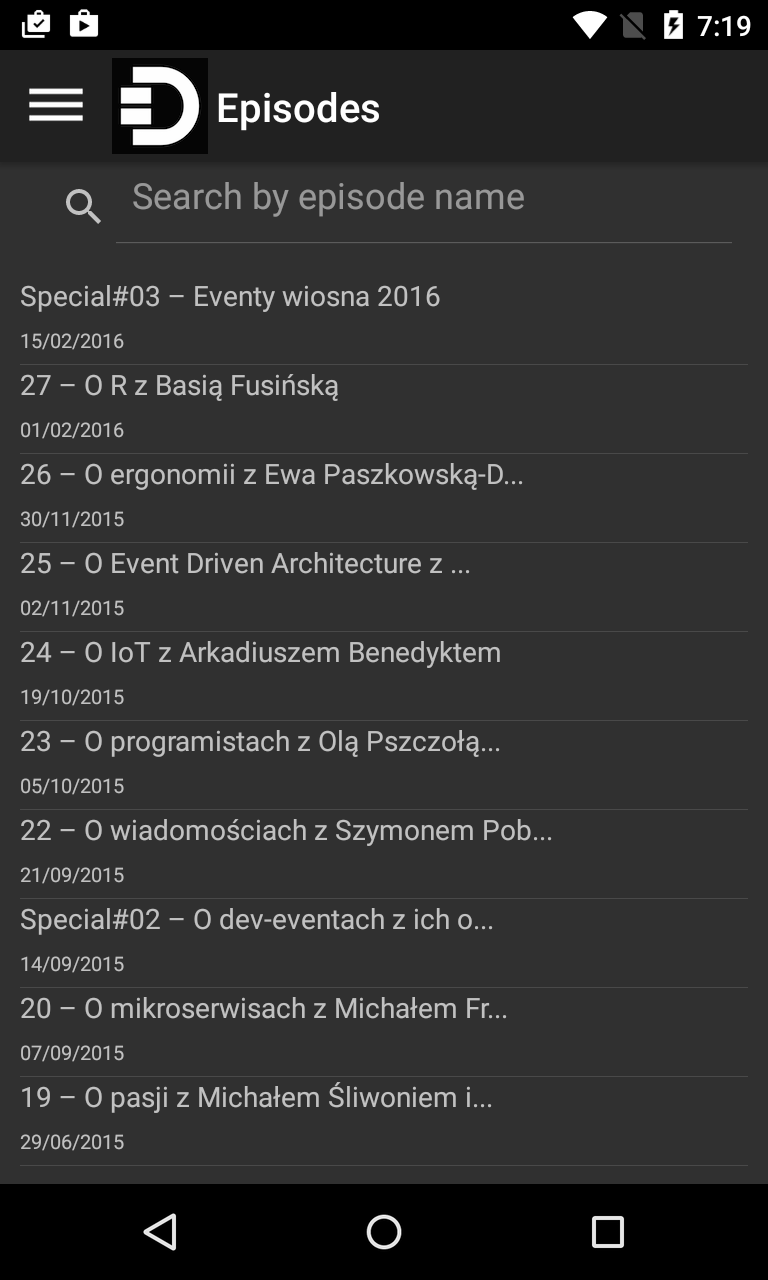 7:19
Episodes
Search by episode name
Special#03 – Eventy wiosna 2016
15/02/2016
27 – O R z Basią Fusińską
01/02/2016
26 – O ergonomii z Ewa Paszkowską-D...
30/11/2015
25 – O Event Driven Architecture z ...
02/11/2015
24 – O IoT z Arkadiuszem Benedyktem
19/10/2015
23 – O programistach z Olą Pszczołą...
05/10/2015
22 – O wiadomościach z Szymonem Pob...
21/09/2015
Special#02 – O dev-eventach z ich o...
14/09/2015
20 – O mikroserwisach z Michałem Fr...
07/09/2015
19 – O pasji z Michałem Śliwoniem i...
29/06/2015